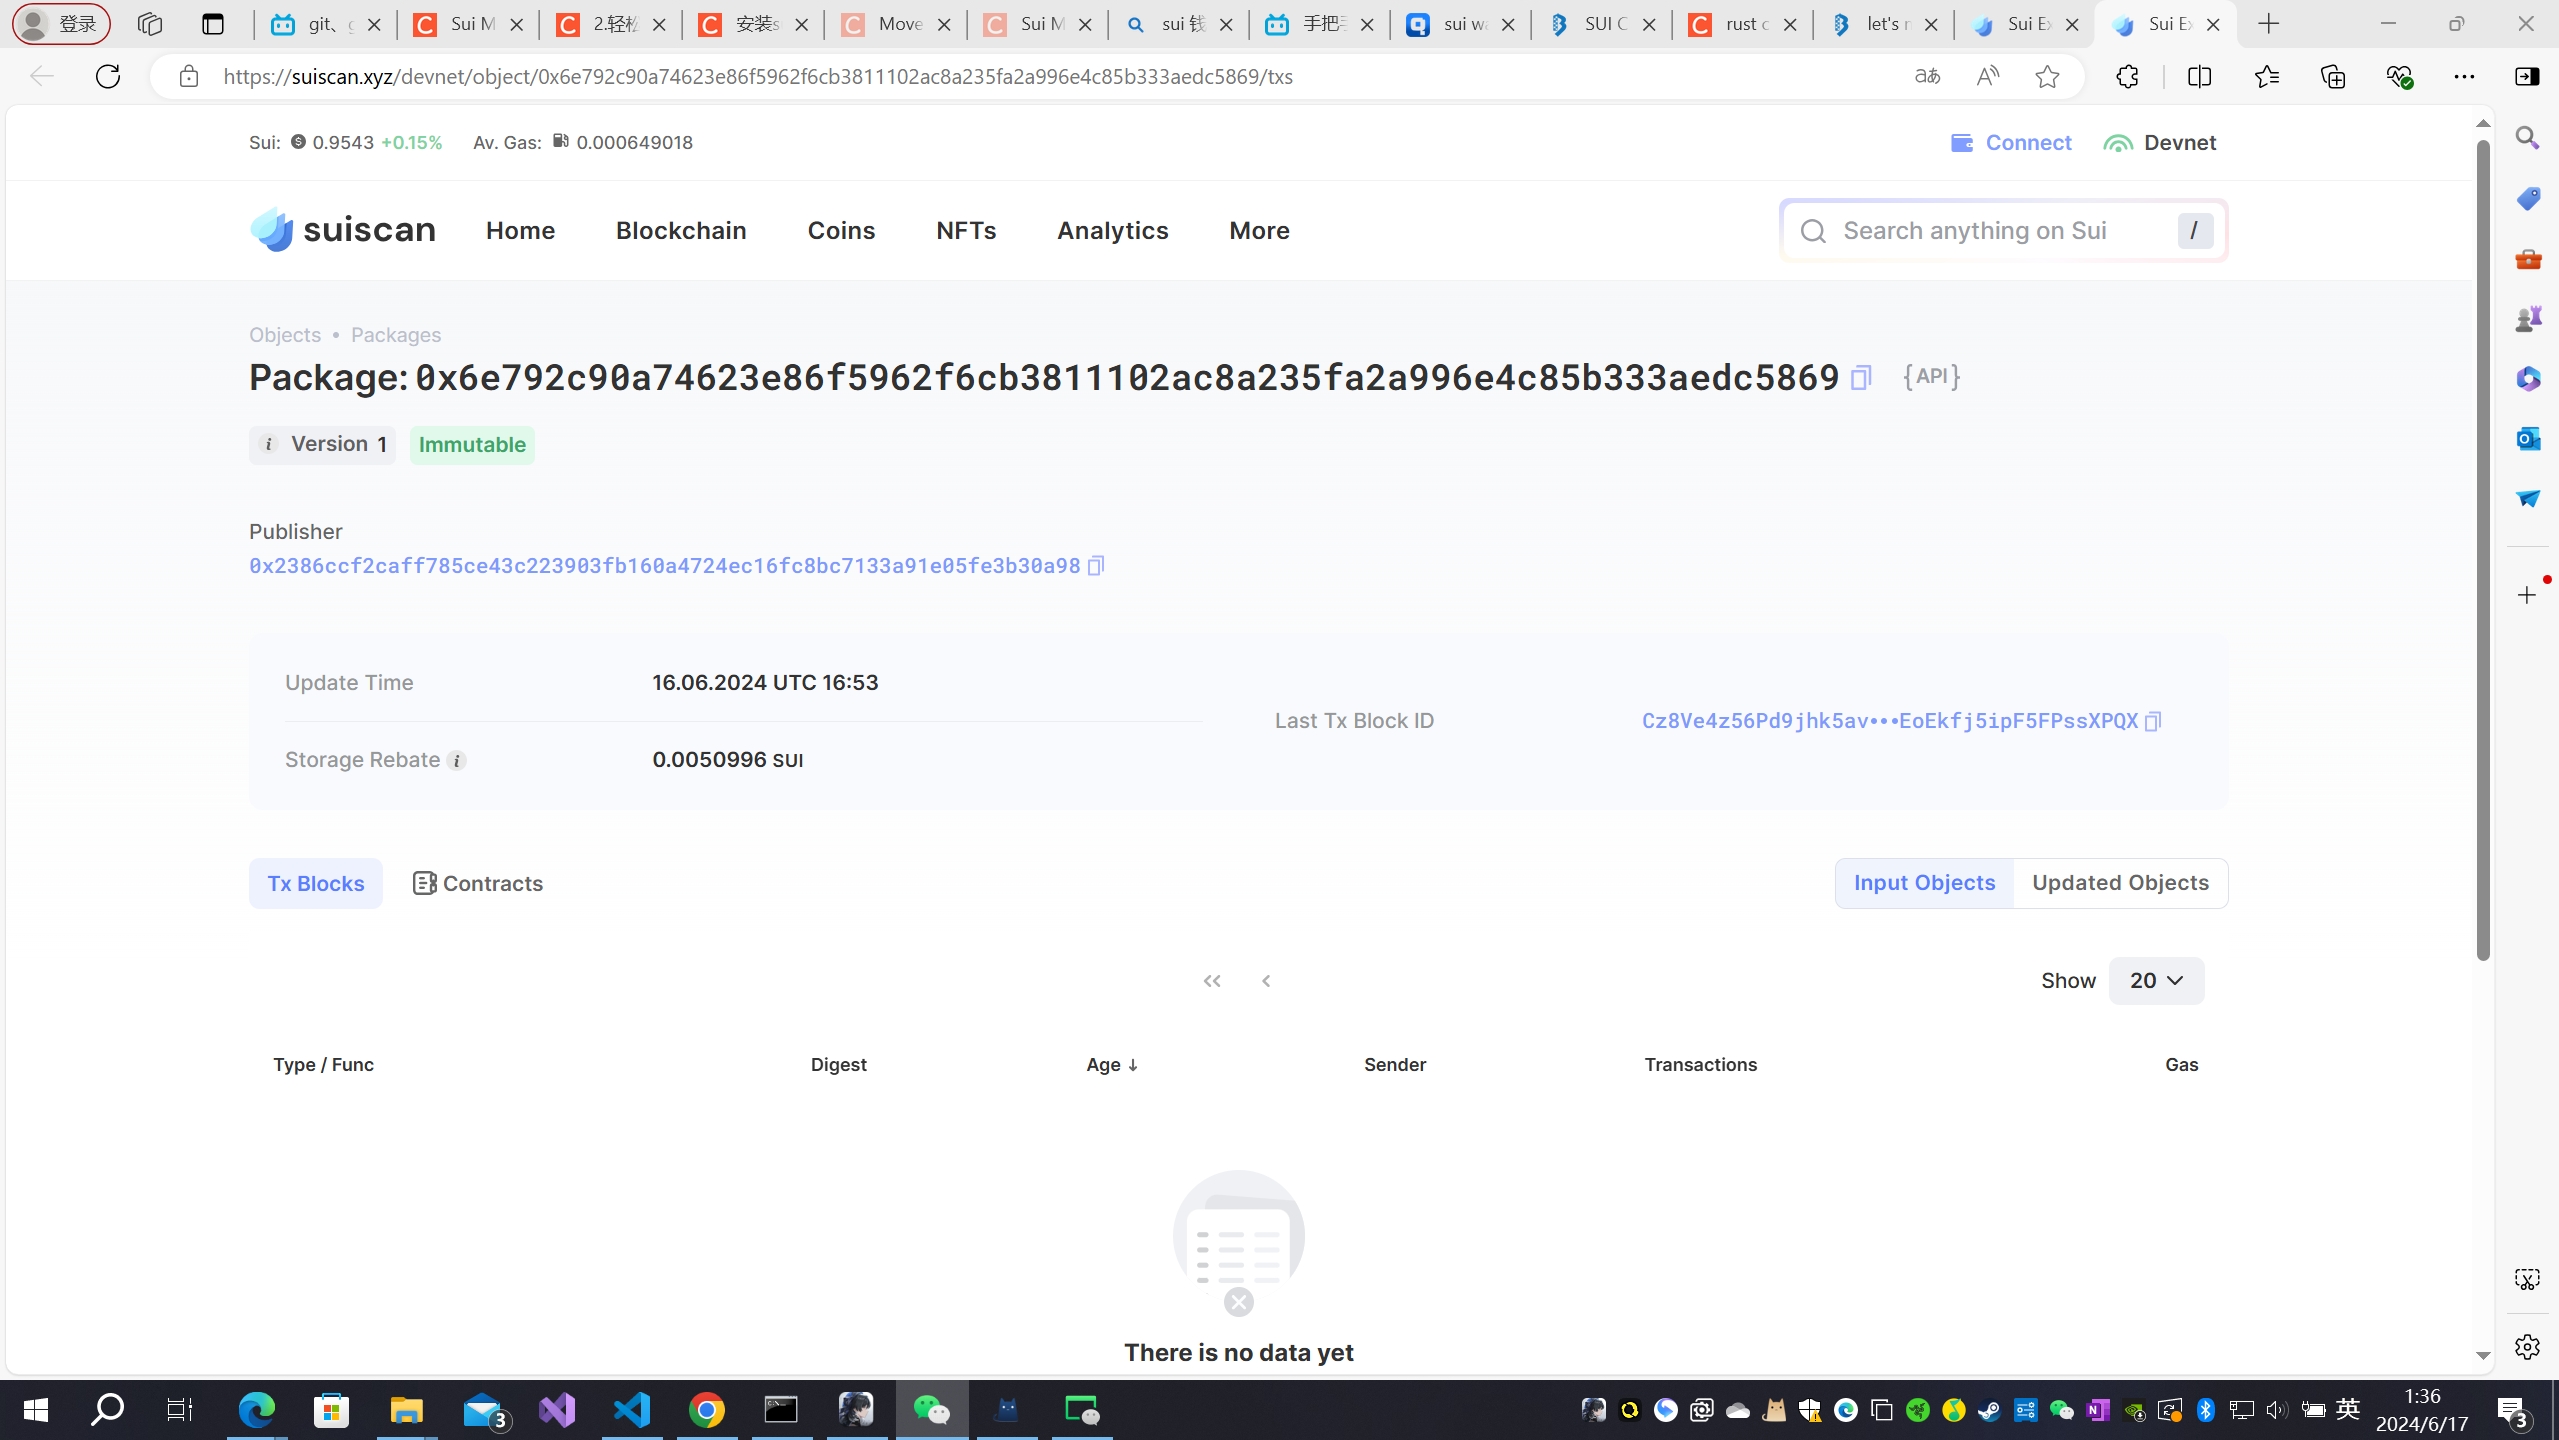 登录
git、g
Sui M
2.轻松
安装s
Move
Sui M
sui 钱
手把手
sui wa
SUI C
rust c
let's m
Sui Ex
Sui Ex
https://suiscan.xyz/devnet/object/0x6e792c90a74623e86f5962f6cb3811102ac8a235fa2a996e4c85b333aedc5869/txs
Sui: 0.9543 +0.15% Av. Gas: 0.000649018
Connect Devnet
suiscan Home Blockchain Coins NFTs Analytics More
Search anything on Sui /
Objects • Packages
Package: 0x6e792c90a74623e86f5962f6cb3811102ac8a235fa2a996e4c85b333aedc5869 {API}
i Version 1 Immutable
Publisher
0x2386ccf2caff785ce43c223903fb160a4724ec16fc8bc7133a91e05fe3b30a98
Update Time 16.06.2024 UTC 16:53
Last Tx Block ID Cz8Ve4z56Pd9jhk5av•••EoEkfj5ipF5FPssXPQX
Storage Rebate i 0.0050996 SUI
Tx Blocks Contracts Input Objects Updated Objects
Show 20
Type / Func Digest Age ↓ Sender Transactions Gas
There is no data yet
3
英
1:36
2024/6/17
3